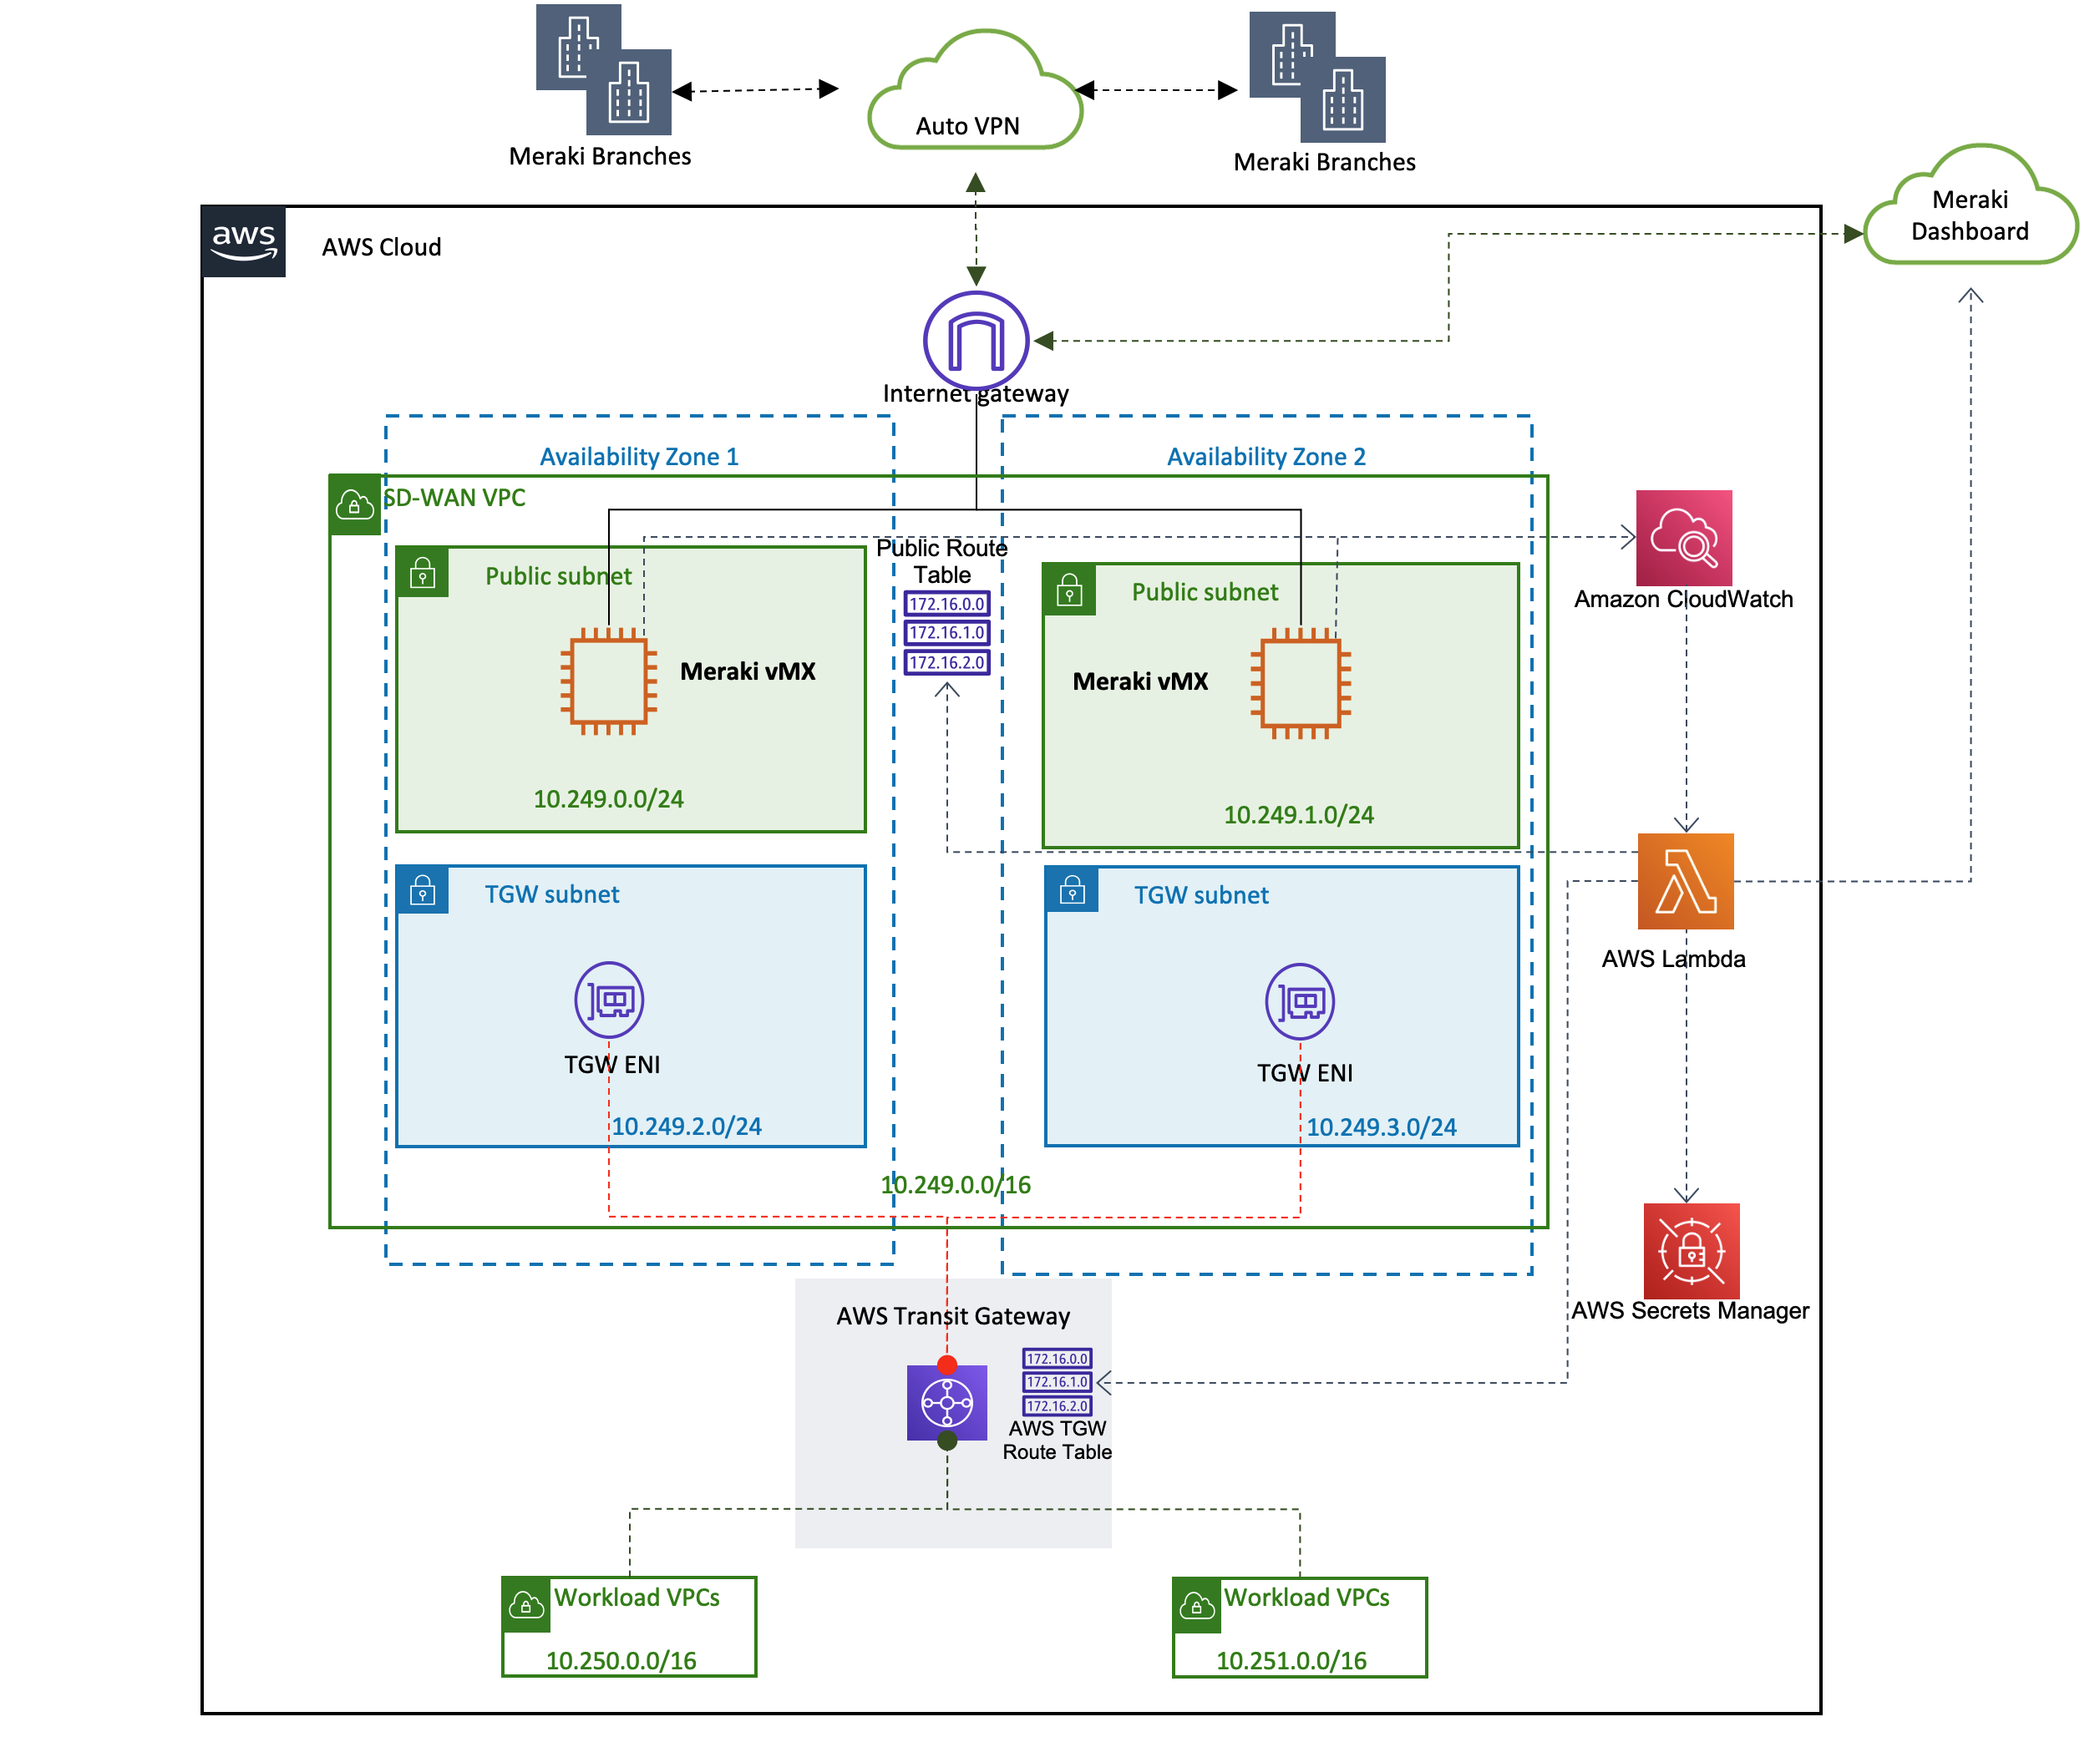 Auto VPN
Meraki Branches
Meraki Branches
Meraki
Dashboard
aws
AWS Cloud
Internet gateway
Availability Zone 1
Availability Zone 2
SD-WAN VPC
Public Route
Table
172.16.0.0
172.16.1.0
172.16.2.0
Public subnet
Meraki vMX
10.249.0.0/24
Public subnet
Meraki vMX
10.249.1.0/24
Amazon CloudWatch
TGW subnet
TGW ENI
10.249.2.0/24
TGW subnet
TGW ENI
10.249.3.0/24
AWS Lambda
10.249.0.0/16
AWS Secrets Manager
AWS Transit Gateway
172.16.0.0
172.16.1.0
172.16.2.0
AWS TGW
Route Table
Workload VPCs
10.250.0.0/16
Workload VPCs
10.251.0.0/16